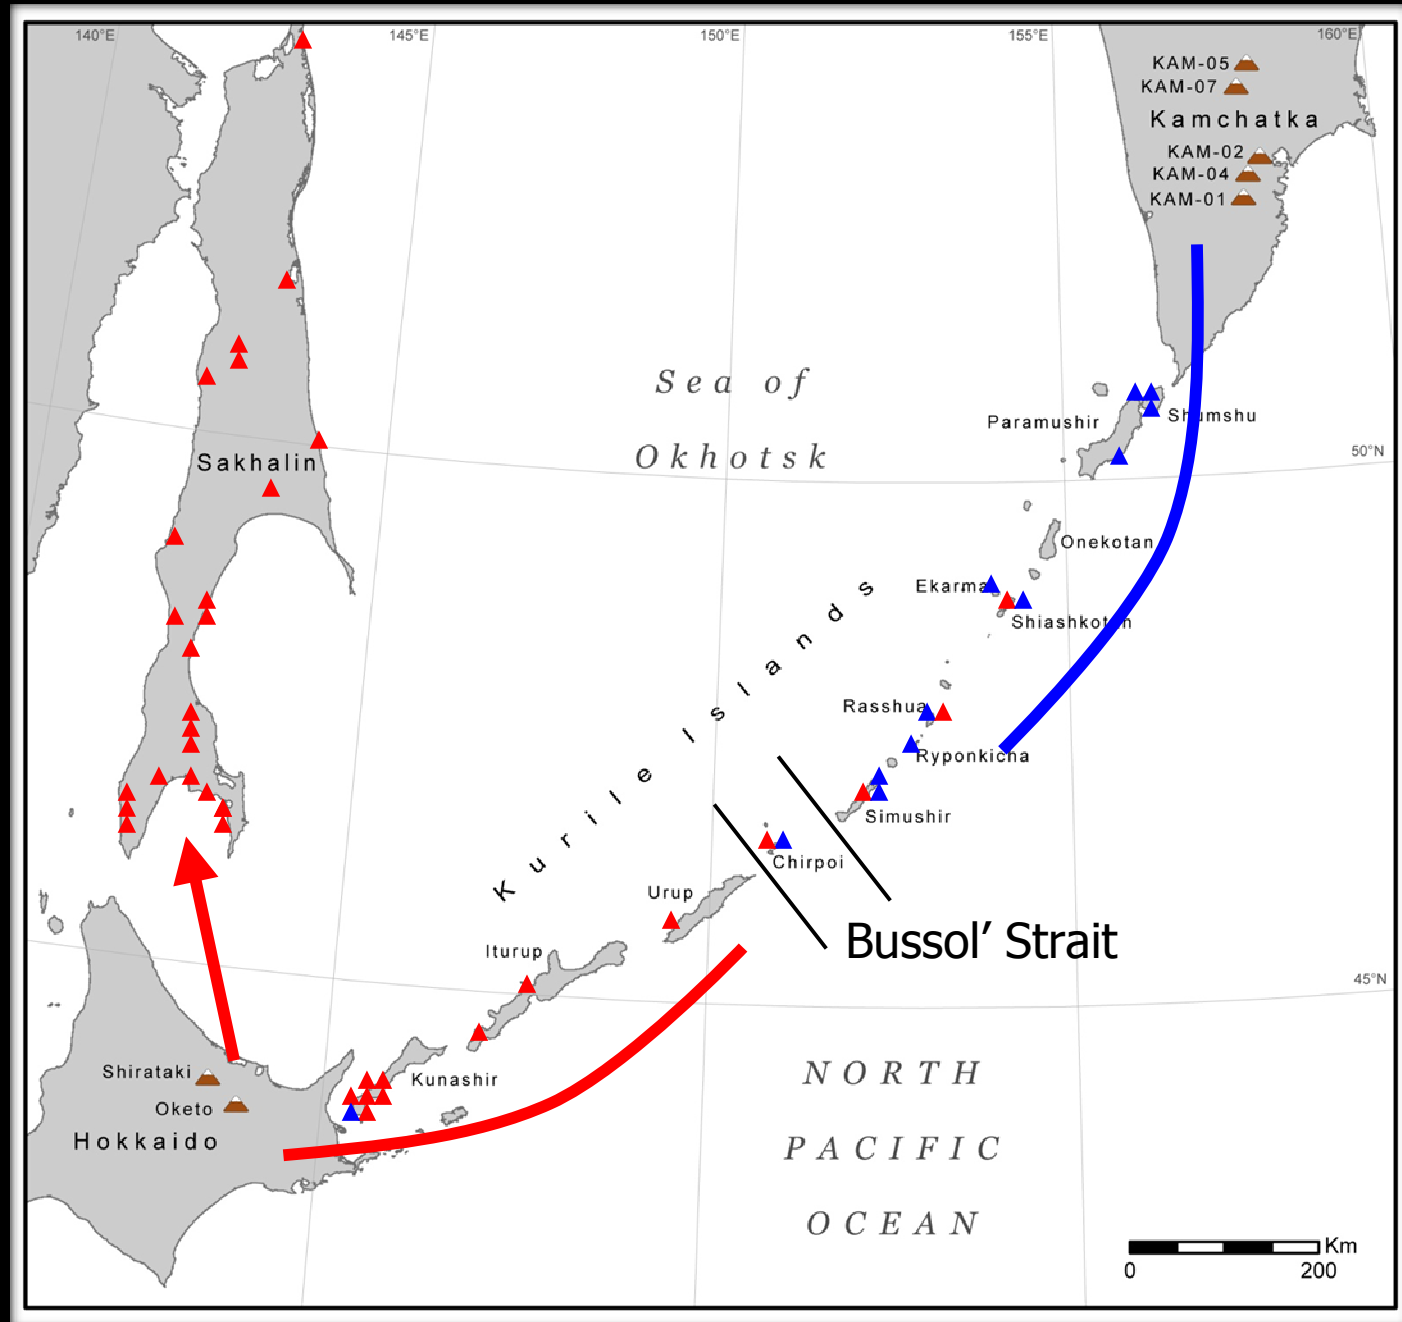 140°E
145°E
150°E
155°E
160°E
KAM-05
KAM-07
Kamchatka
KAM-02
KAM-04
KAM-01
Sea of
Okhotsk
Paramushir
Shumshu
50°N
Sakhalin
Onekotan
Ekarma
Shiashkotan
Kurile Islands
Rasshua
Ryponkicha
Simushir
Chirpoi
Urup
Bussol’ Strait
Iturup
45°N
Shirataki
Kunashir
Oketo
Hokkaido
NORTH
PACIFIC
OCEAN
Km
0
200